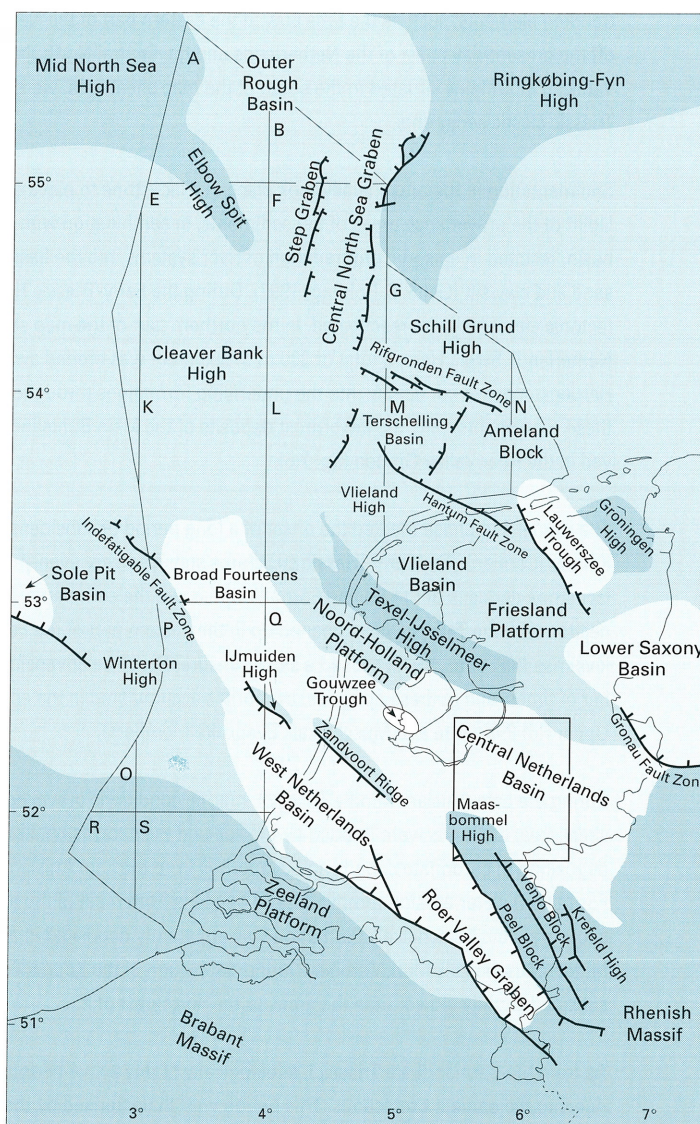 Mid North Sea
High
A
Outer
Rough
Basin
Ringkøbing-Fyn
High
B
55°
Elbow Spit
High
E
F
Step Graben
Central North Sea Graben
G
Schill Grund
High
Cleaver Bank
High
Rifgronden Fault Zone
54°
K
L
M
N
Terschelling
Basin
Ameland
Block
Vlieland
High
Hantum Fault Zone
Lauwerszee
Trough
Groningen
High
Indefatigable Fault Zone
Sole Pit
Basin
Broad Fourteens
Basin
Vlieland
Basin
53°
P
Q
Texel-IJsselmeer
High
Friesland
Platform
Noord-Holland
Platform
Lower Saxony
Basin
Winterton
High
IJmuiden
High
Gouwzee
Trough
Gronau Fault Zon
Zandvoort Ridge
Central Netherlands
Basin
West Netherlands
Basin
O
Maas-
bommel
High
52°
R
S
Zeeland
Platform
Roer Valley Graben
Peel Block
Venlo Block
Krefeld High
51°
Brabant
Massif
Rhenish
Massif
3°
4°
5°
6°
7°